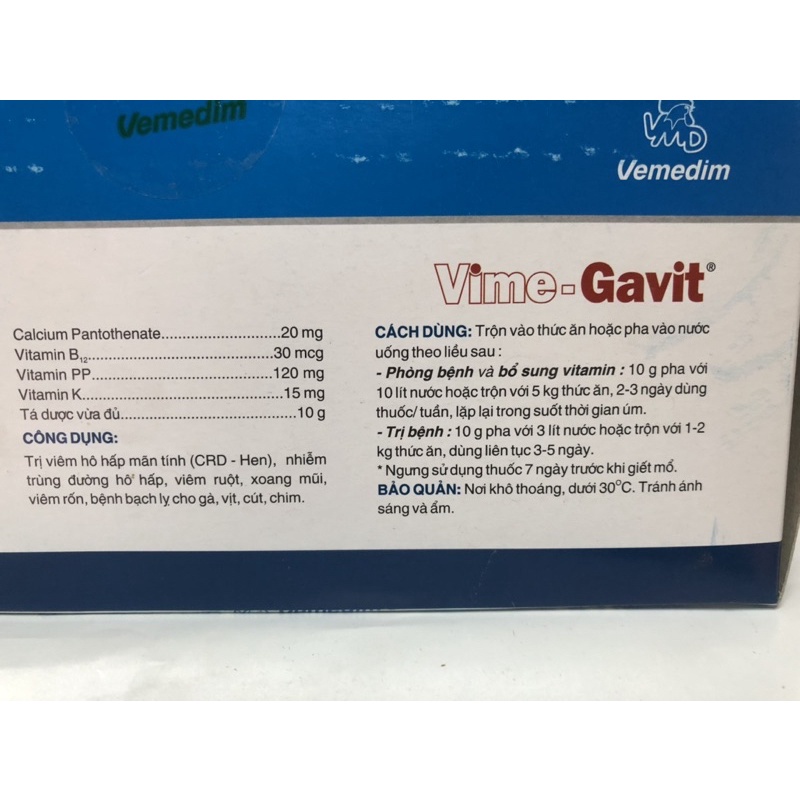 Vemedim
VMD
Vemedim
Vime-Gavit®
Calcium Pantothenate.............................20 mg
Vitamin B₁₂.............................................30 mcg
Vitamin PP............................................120 mg
Vitamin K................................................15 mg
Tá dược vừa đủ...........................................10 g
CÔNG DỤNG:
Trị viêm hô hấp mãn tính (CRD - Hen), nhiễm
trùng đường hô hấp, viêm ruột, xoang mũi,
viêm rốn, bệnh bạch lỵ cho gà, vịt, cút, chim.
CÁCH DÙNG: Trộn vào thức ăn hoặc pha vào nước
uống theo liều sau :
- Phòng bệnh và bổ sung vitamin : 10 g pha với
10 lít nước hoặc trộn với 5 kg thức ăn, 2-3 ngày dùng
thuốc/ tuần, lặp lại trong suốt thời gian úm.
- Trị bệnh : 10 g pha với 3 lít nước hoặc trộn với 1-2
kg thức ăn, dùng liên tục 3-5 ngày.
* Ngưng sử dụng thuốc 7 ngày trước khi giết mổ.
BẢO QUẢN: Nơi khô thoáng, dưới 30°C. Tránh ánh
sáng và ẩm.